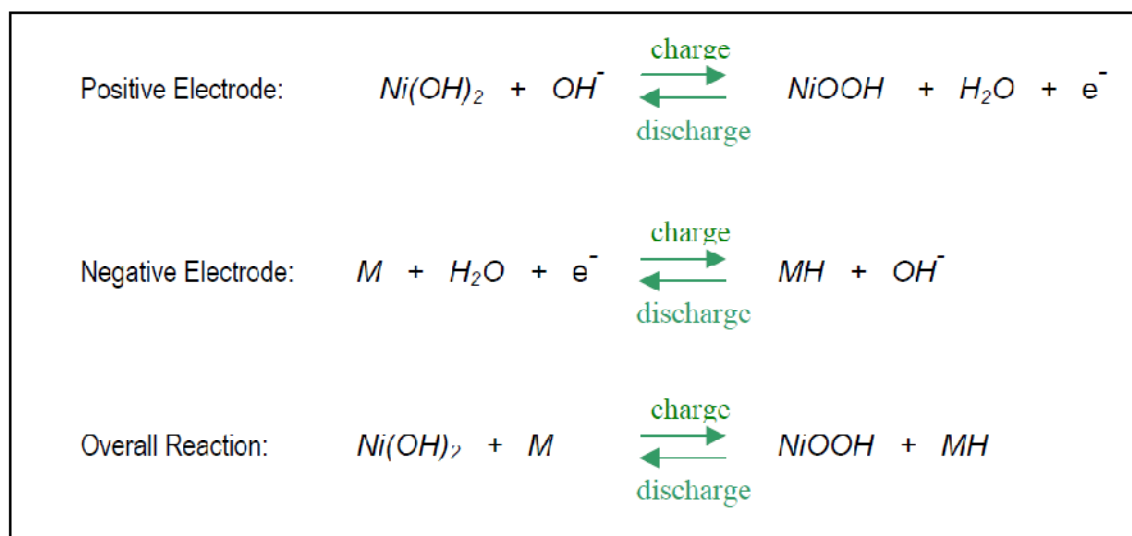 charge
Positive Electrode: Ni(OH)₂ + OH⁻ NiOOH + H₂O + e⁻
discharge
charge
Negative Electrode: M + H₂O + e⁻ MH + OH⁻
discharge
charge
Overall Reaction: Ni(OH)₂ + M NiOOH + MH
discharge